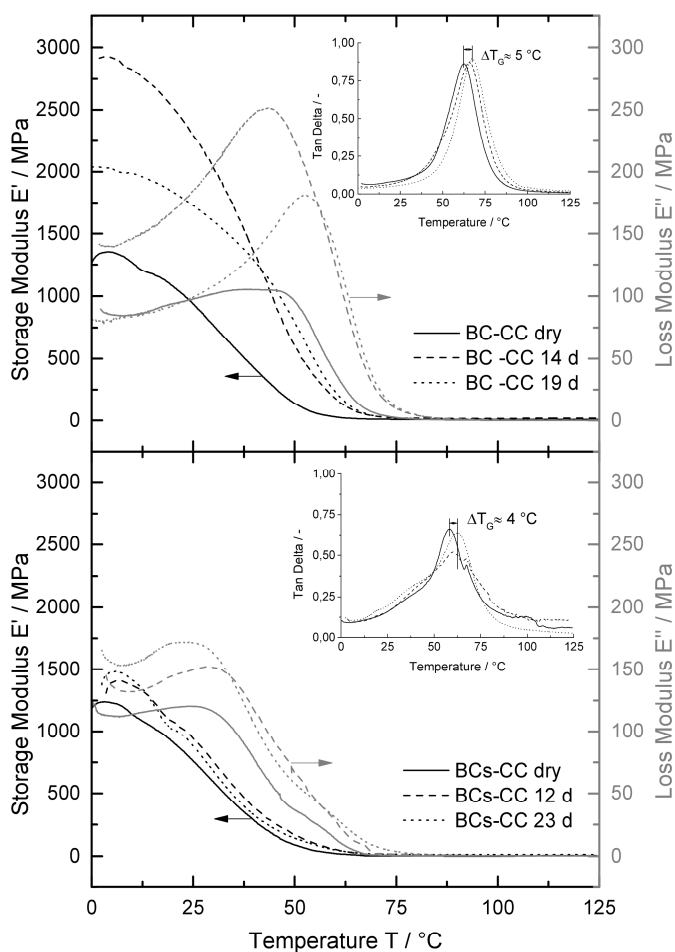 3000
2500
2000
1500
1000
500
0
Storage Modulus E' / MPa
300
250
200
150
100
50
0
Loss Modulus E'' / MPa
1,00
0,75
0,50
0,25
0,00
Tan Delta / -
0 25 50 75 100 125
Temperature / °C
ΔTG≈ 5 °C
BC-CC dry
BC -CC 14 d
BC -CC 19 d
3000
2500
2000
1500
1000
500
0
Storage Modulus E' / MPa
300
250
200
150
100
50
0
Loss Modulus E'' / MPa
1,00
0,75
0,50
0,25
0,00
Tan Delta / -
0 25 50 75 100 125
Temperature / °C
ΔTG≈ 4 °C
BCs-CC dry
BCs-CC 12 d
BCs-CC 23 d
0 25 50 75 100 125
Temperature T / °C